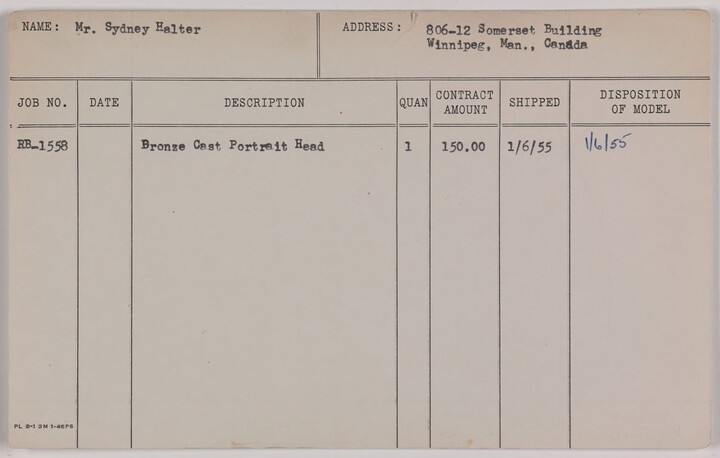 NAME: Mr. Sydney Halter
ADDRESS: 806-12 Somerset Building
Winnipeg, Man., Canada
JOB NO. DATE DESCRIPTION QUAN CONTRACT AMOUNT SHIPPED DISPOSITION OF MODEL
RB-1558 Bronze Cast Portrait Head 1 150.00 1/6/55 1/6/55